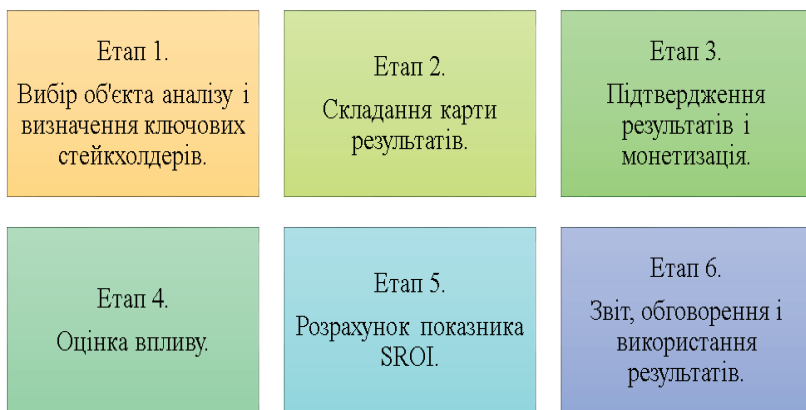 Етап 1.
Вибір об'єкта аналізу і
визначення ключових
стейкхолдерів.
Етап 2.
Складання карти
результатів.
Етап 3.
Підтвердження
результатів і
монетизація.
Етап 4.
Оцінка впливу.
Етап 5.
Розрахунок показника
SROI.
Етап 6.
Звіт, обговорення і
використання
результатів.